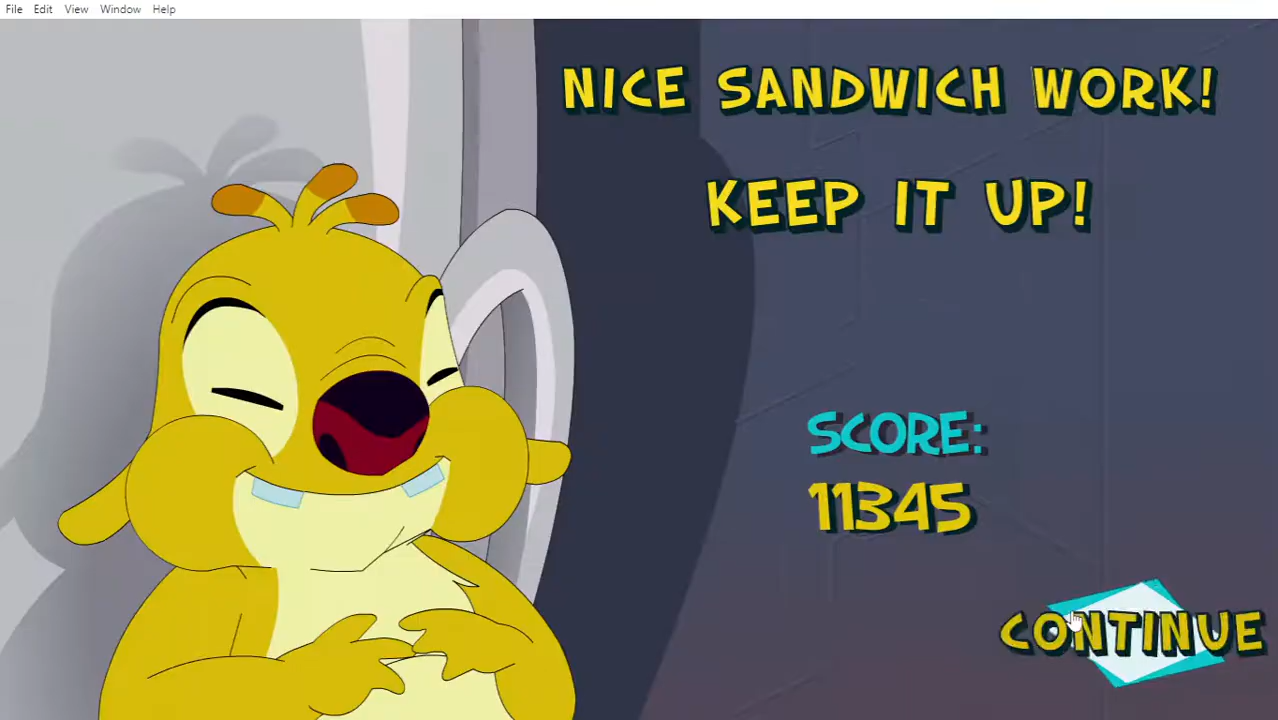 File Edit View Window Help
NICE SANDWICH WORK!
KEEP IT UP!
SCORE:
11345
CONTINUE